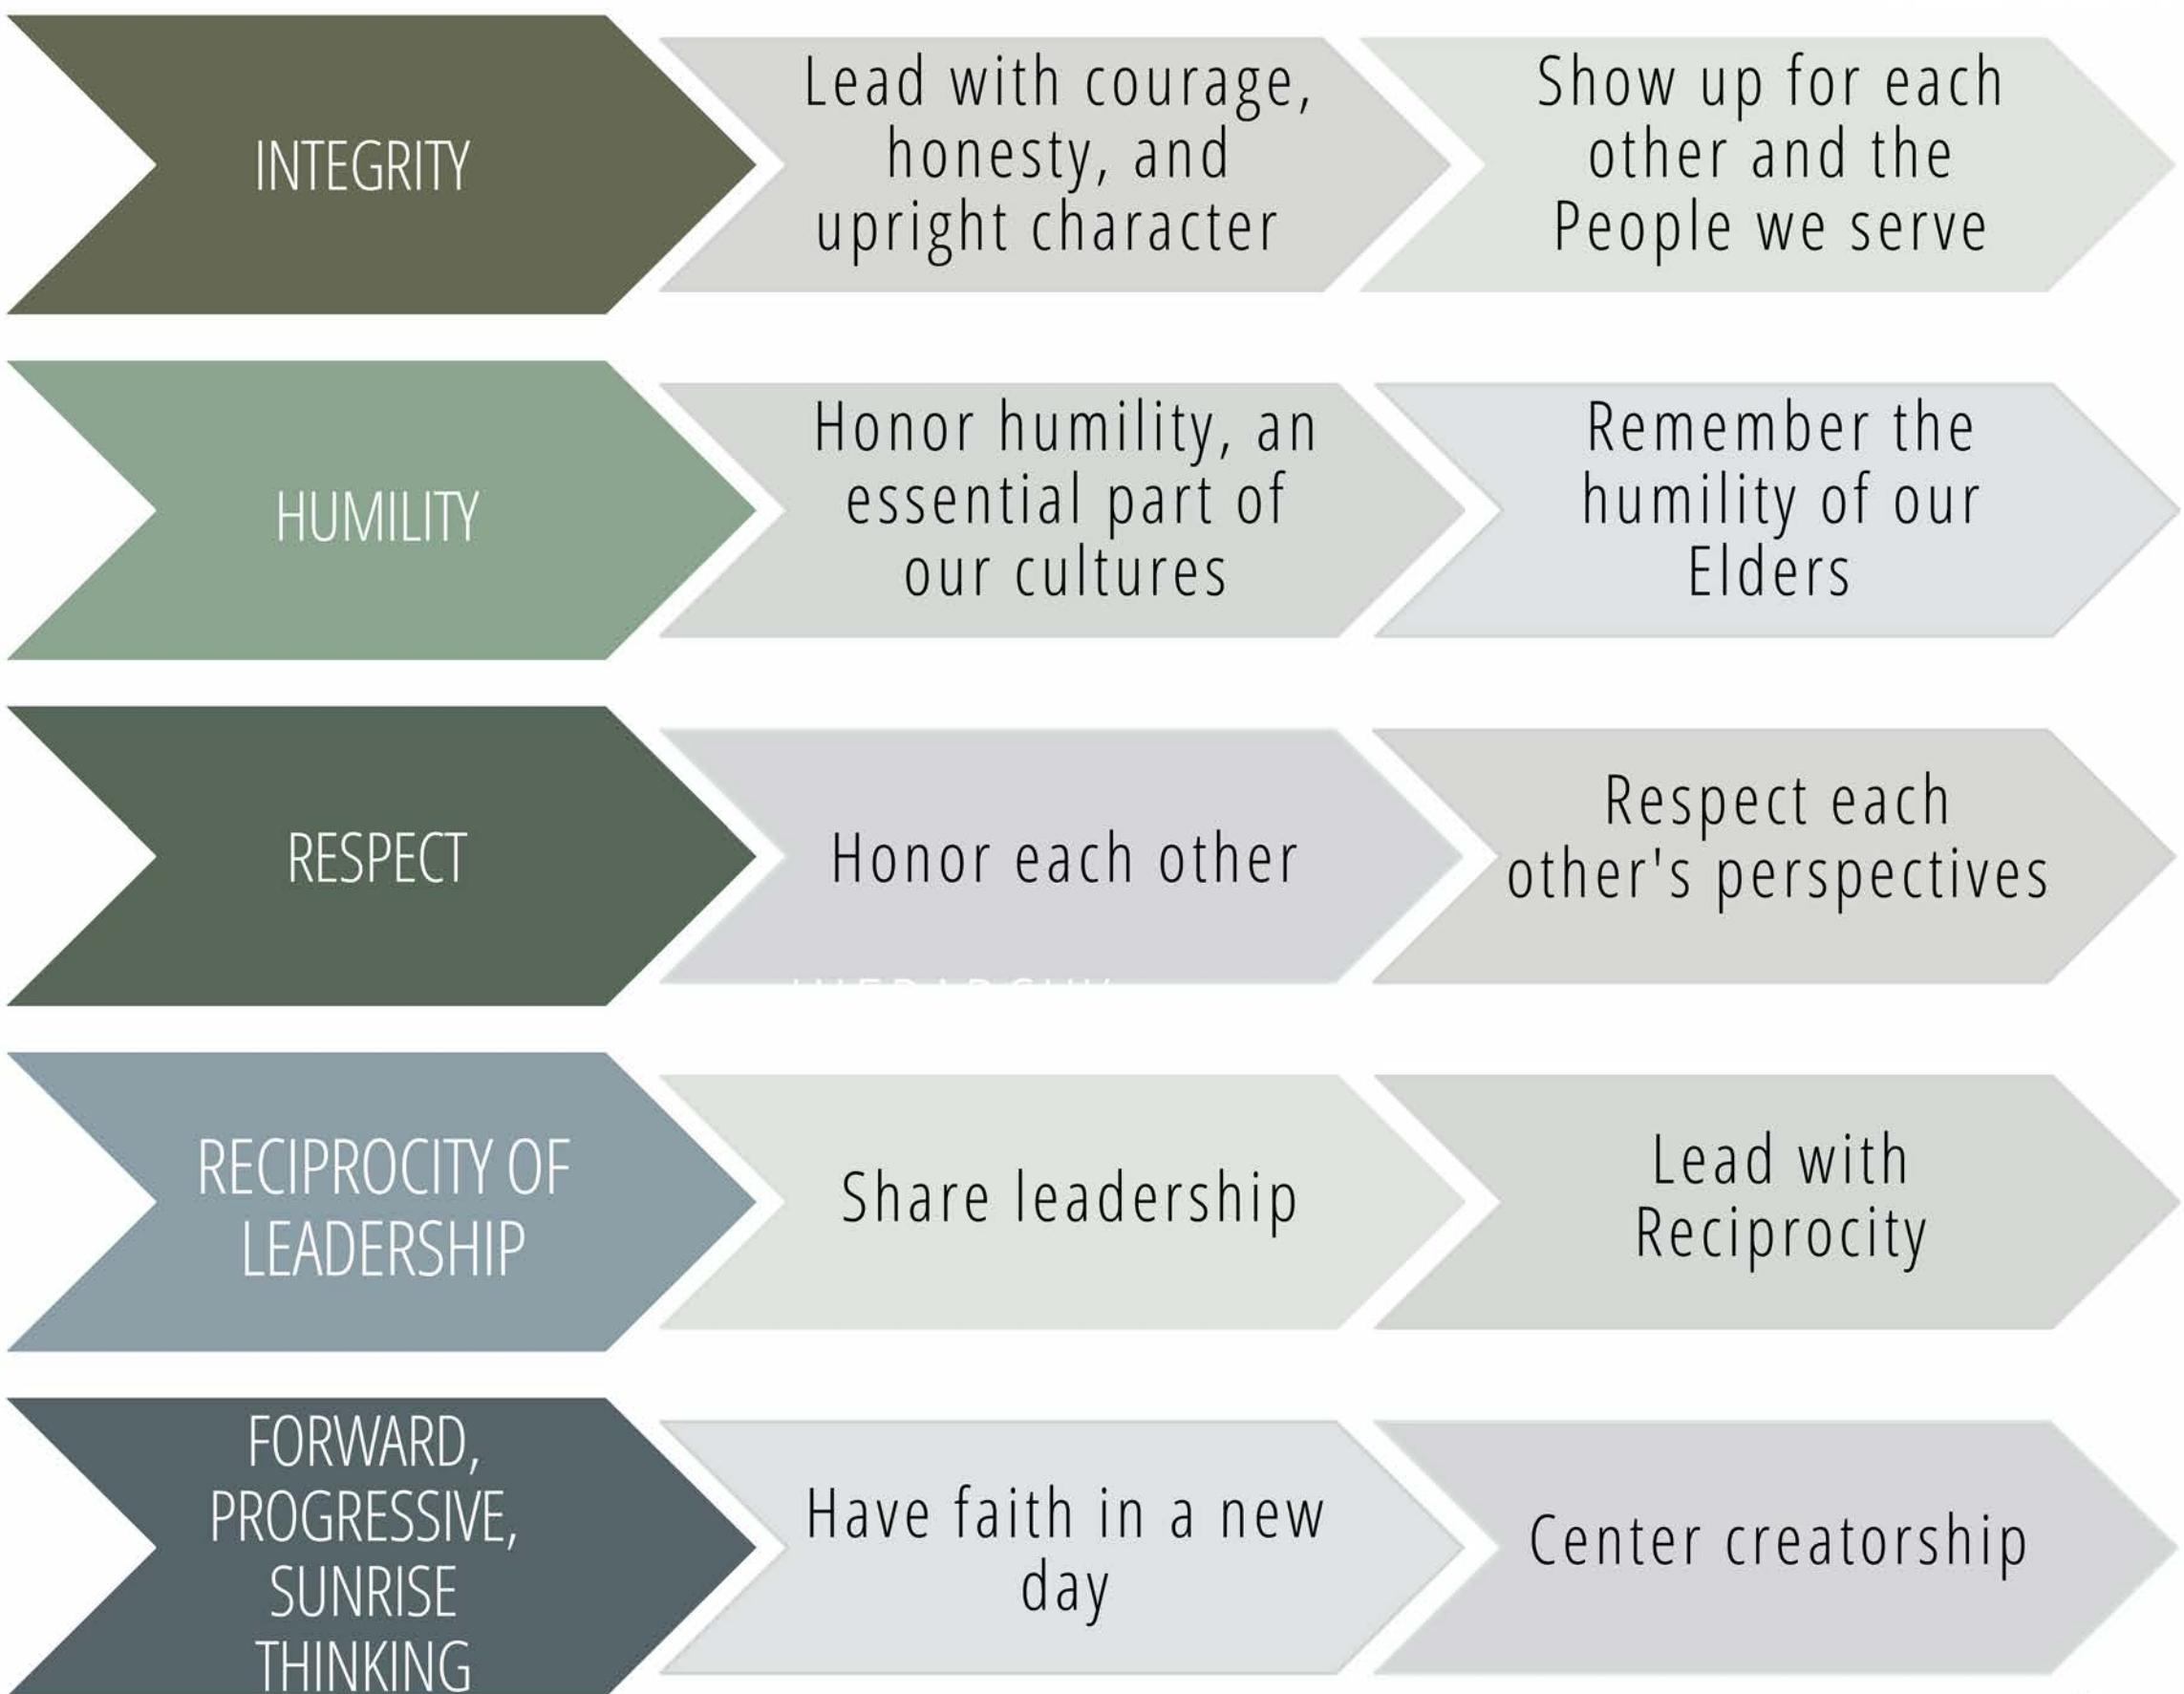 INTEGRITY
Lead with courage,
honesty, and
upright character
Show up for each
other and the
People we serve
HUMILITY
Honor humility, an
essential part of
our cultures
Remember the
humility of our
Elders
RESPECT
Honor each other
Respect each
other's perspectives
RECIPROCITY OF
LEADERSHIP
Share leadership
Lead with
Reciprocity
FORWARD,
PROGRESSIVE,
SUNRISE
THINKING
Have faith in a new
day
Center creatorship